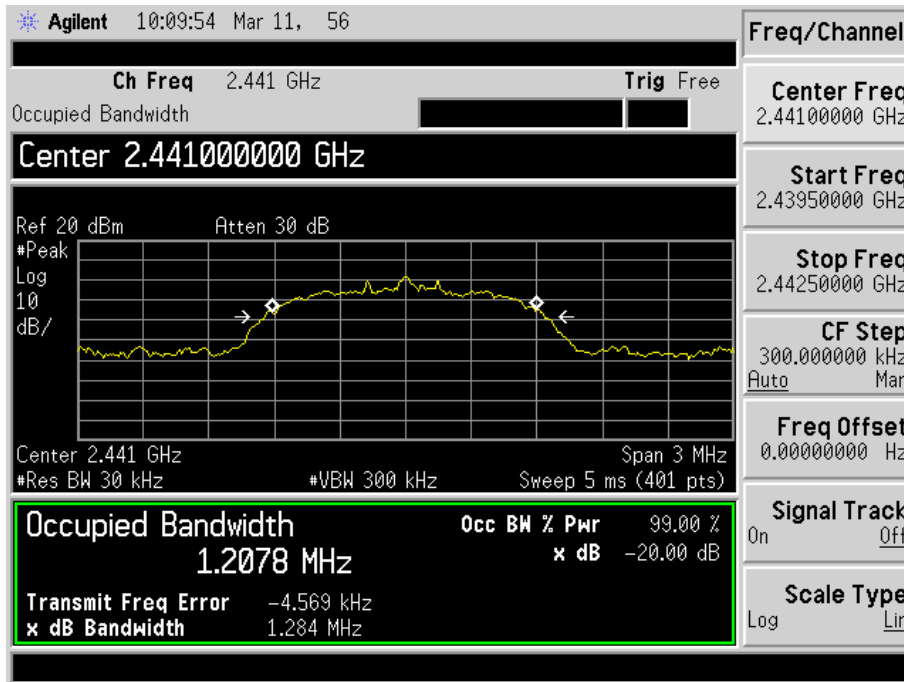 Agilent 10:09:54 Mar 11, 56
Ch Freq 2.441 GHz Trig Free
Occupied Bandwidth
Center 2.441000000 GHz
Ref 20 dBm Atten 30 dB
#Peak
Log
10
dB/
Center 2.441 GHz Span 3 MHz
#Res BW 30 kHz #VBW 300 kHz Sweep 5 ms (401 pts)
Occupied Bandwidth Occ BW % Pwr 99.00 %
1.2078 MHz x dB -20.00 dB
Transmit Freq Error -4.569 kHz
x dB Bandwidth 1.284 MHz
Freq/Channel
Center Freq
2.44100000 GHz
Start Freq
2.43950000 GHz
Stop Freq
2.44250000 GHz
CF Step
300.000000 kHz
Auto Man
Freq Offset
0.00000000 Hz
Signal Track
On Off
Scale Type
Log Lin